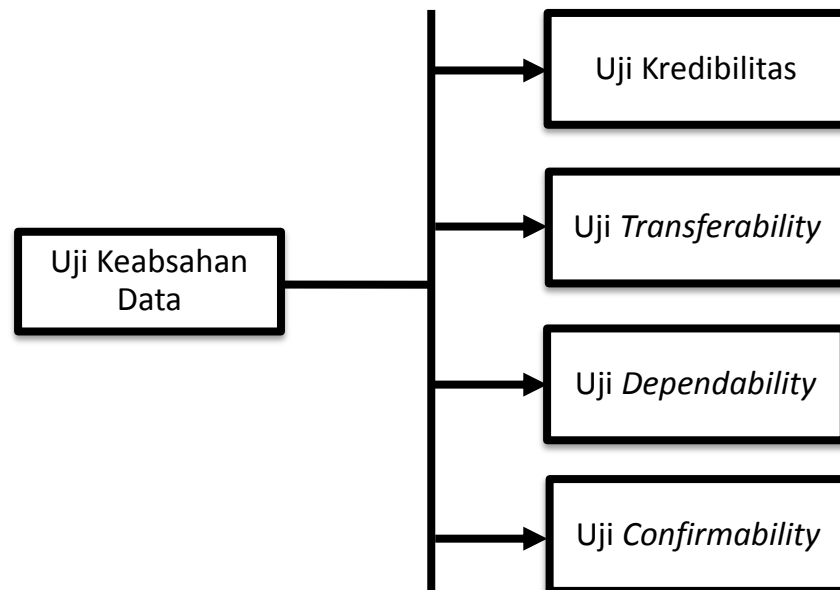 Uji Kredibilitas
Uji Transferability
Uji Keabsahan
Data
Uji Dependability
Uji Confirmability